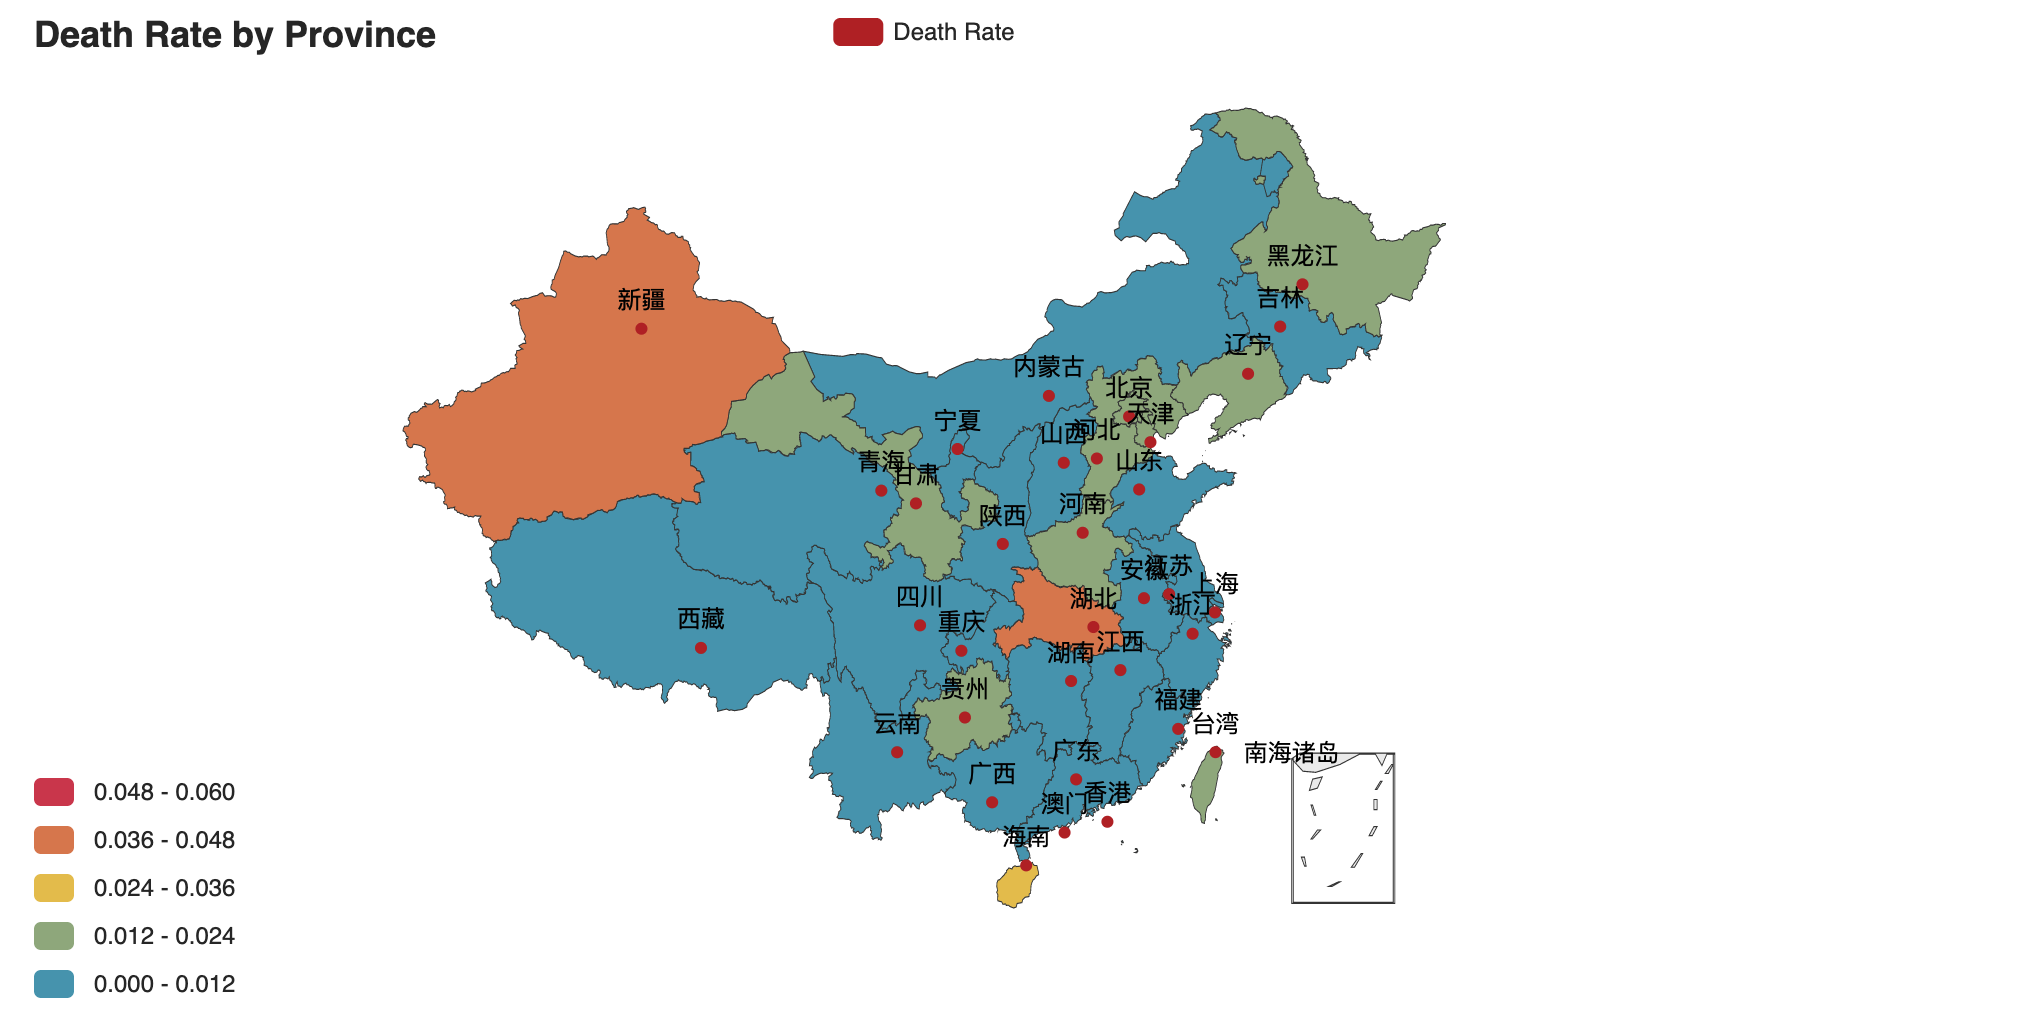 Death Rate by Province
Death Rate
黑龙江
吉林
新疆
辽宁
内蒙古
北京
天津
宁夏
河北
山西
青海
山东
甘肃
河南
陕西
江苏
安徽
上海
四川
湖北
浙江
西藏
重庆
江西
湖南
贵州
福建
云南
台湾
广东
南海诸岛
广西
香港
澳门
海南
0.048 - 0.060
0.036 - 0.048
0.024 - 0.036
0.012 - 0.024
0.000 - 0.012